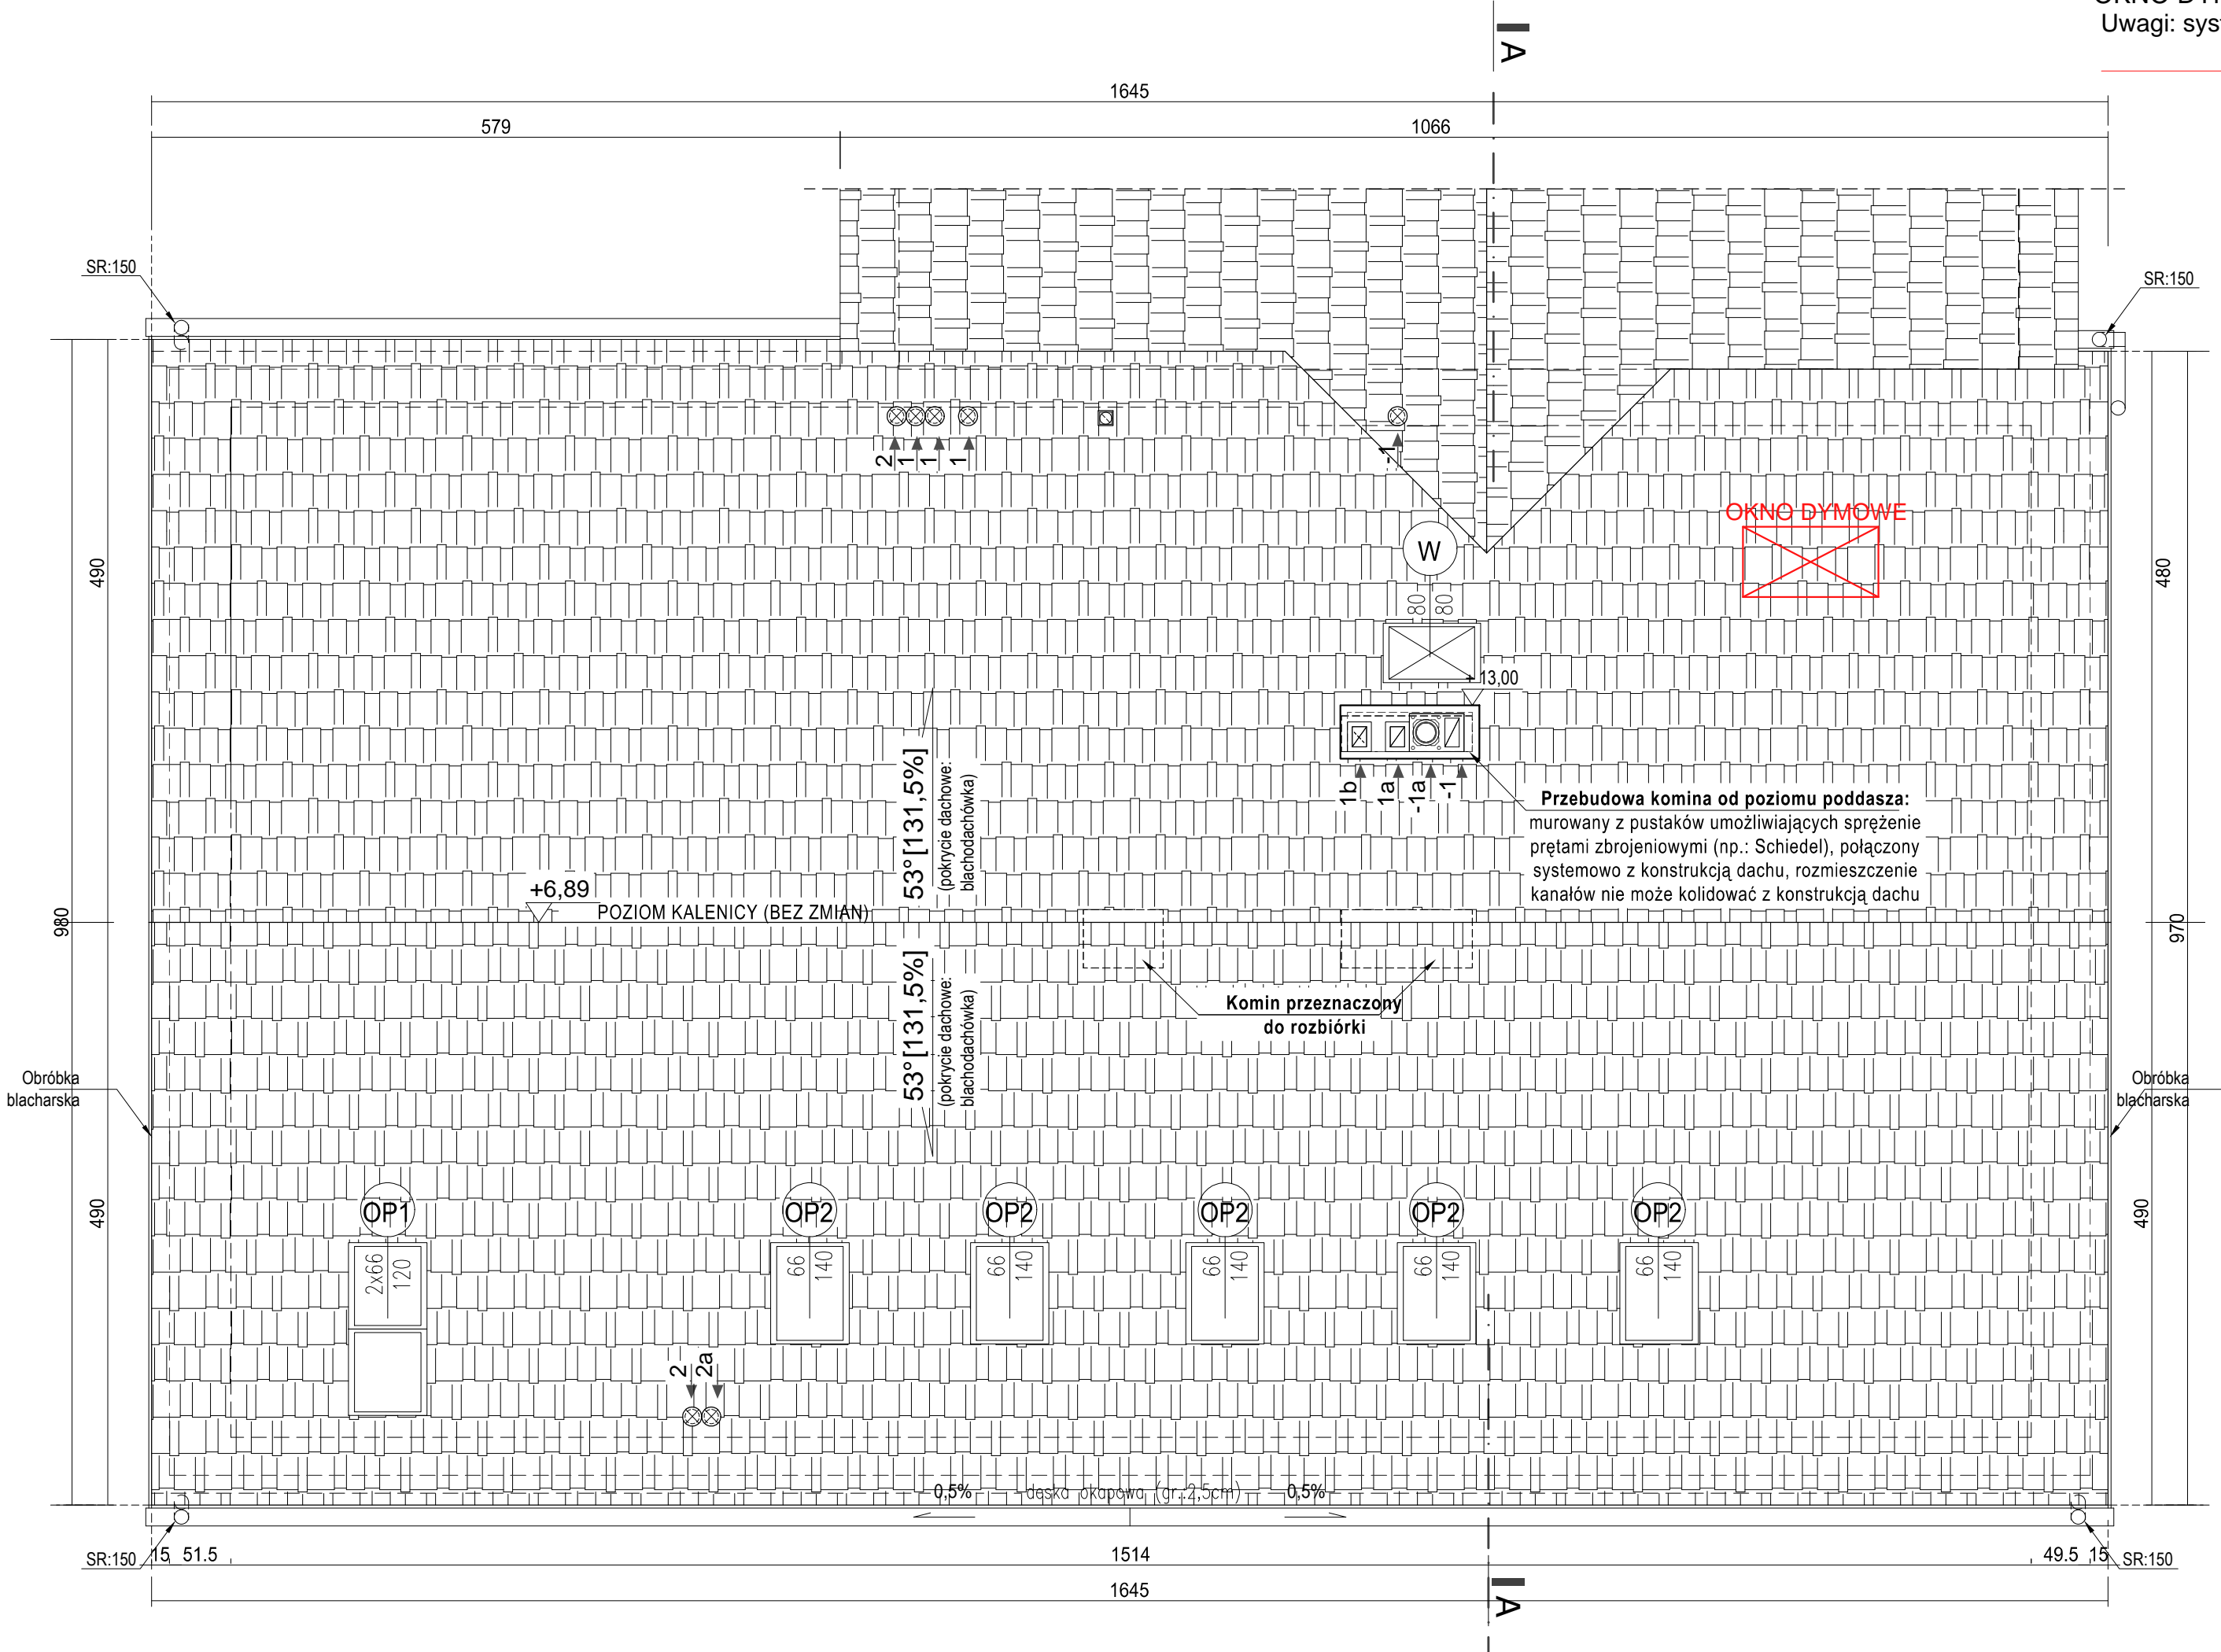 Uwagi: sys
A
1645
579
1066
SR:150
SR:150
2
1
1
1
-1
OKNO DYMOWE
W
80
80
490
480
13,00
1b
1a
-1a
-1
53° [131,5%]
(pokrycie dachowe:
blachodachówka)
Przebudowa komina od poziomu poddasza:
murowany z pustaków umożliwiających sprężenie
prętami zbrojeniowymi (np.: Schiedel), połączony
systemowo z konstrukcją dachu, rozmieszczenie
kanałów nie może kolidować z konstrukcją dachu
+6,89
POZIOM KALENICY (BEZ ZMIAN)
980
970
53° [131,5%]
(pokrycie dachowe:
blachodachówka)
Komin przeznaczony
do rozbiórki
Obróbka
blacharska
Obróbka
blacharska
490
490
OP1
OP2
OP2
OP2
OP2
OP2
2x66
120
66
140
66
140
66
140
66
140
66
140
2
2a
0,5%
deska okapowa (gr.:2,5cm)
0,5%
SR:150
15
51.5
1514
49.5
15
SR:150
1645
A